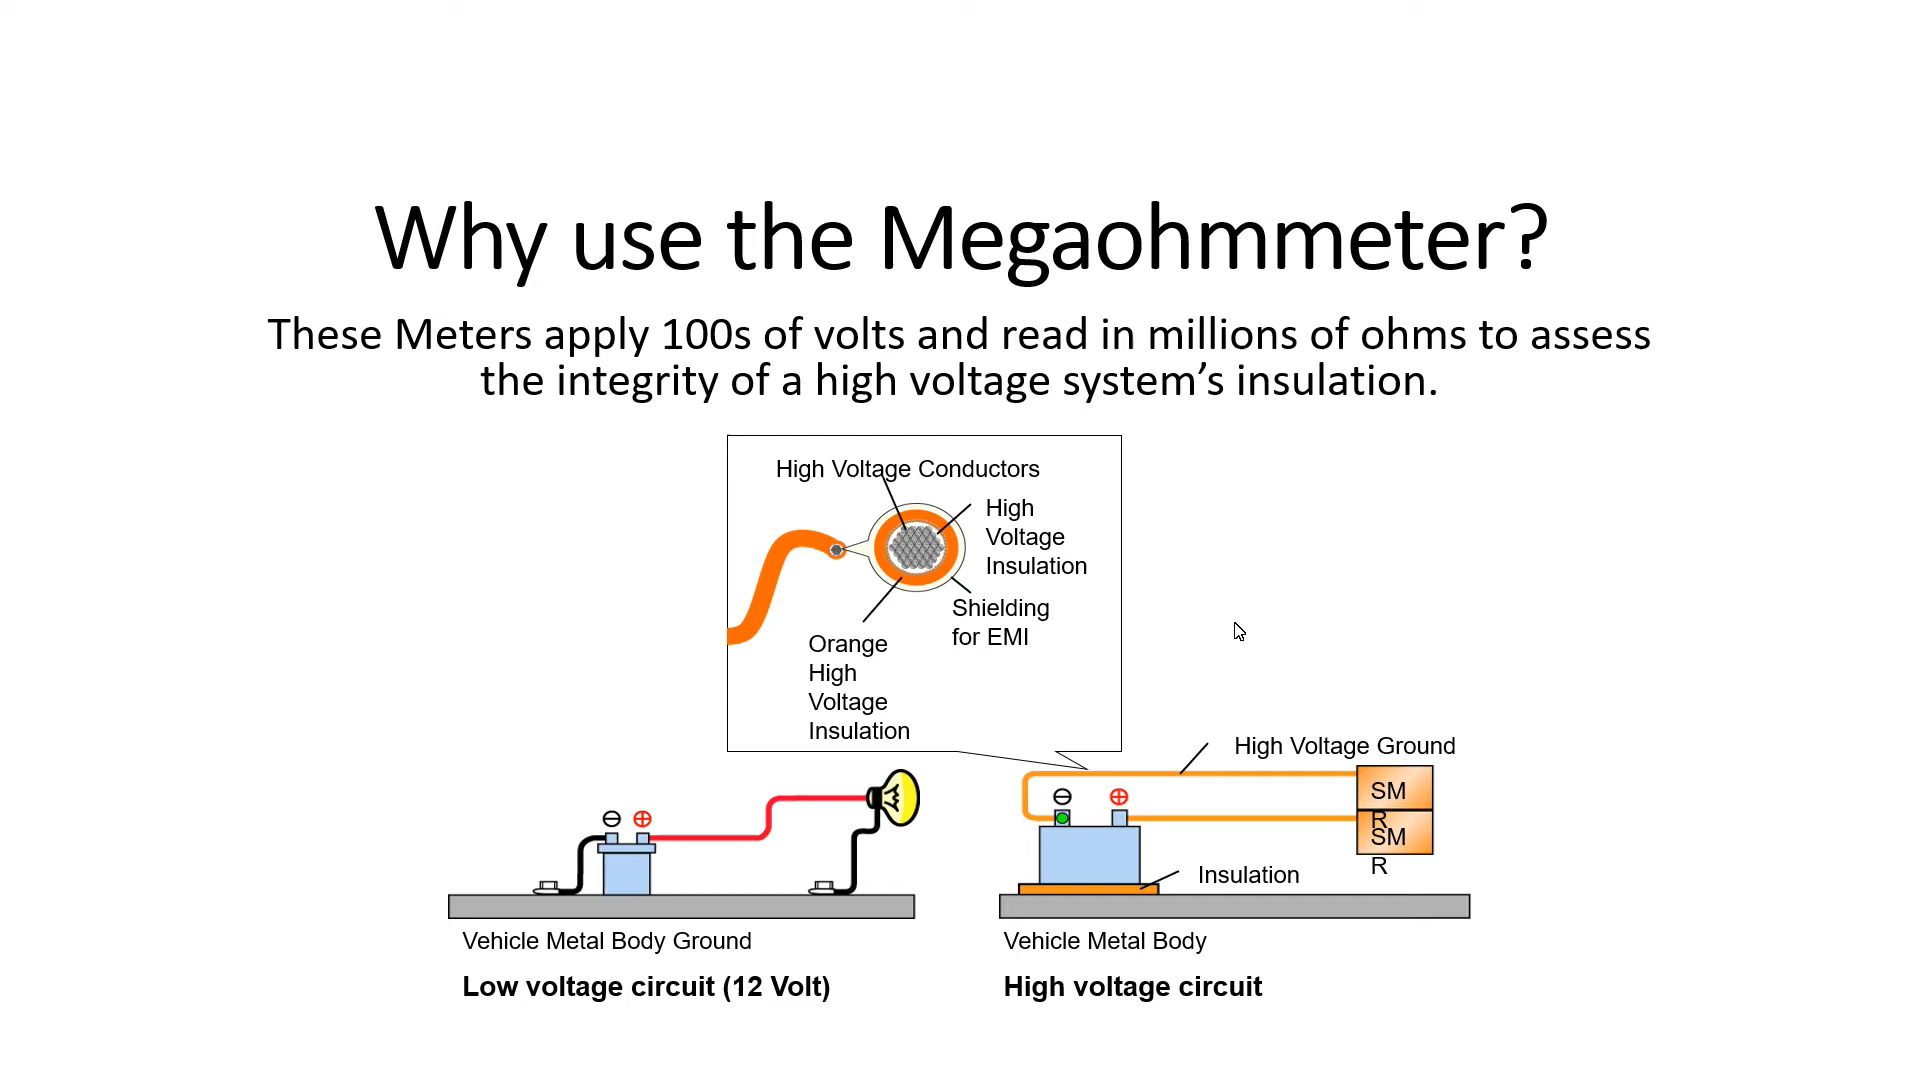 Why use the Megaohmmeter?
These Meters apply 100s of volts and read in millions of ohms to assess
the integrity of a high voltage system’s insulation.
High Voltage Conductors
High
Voltage
Insulation
Shielding
for EMI
Orange
High
Voltage
Insulation
High Voltage Ground
SM
R
SM
R
Insulation
Vehicle Metal Body Ground
Low voltage circuit (12 Volt)
Vehicle Metal Body
High voltage circuit